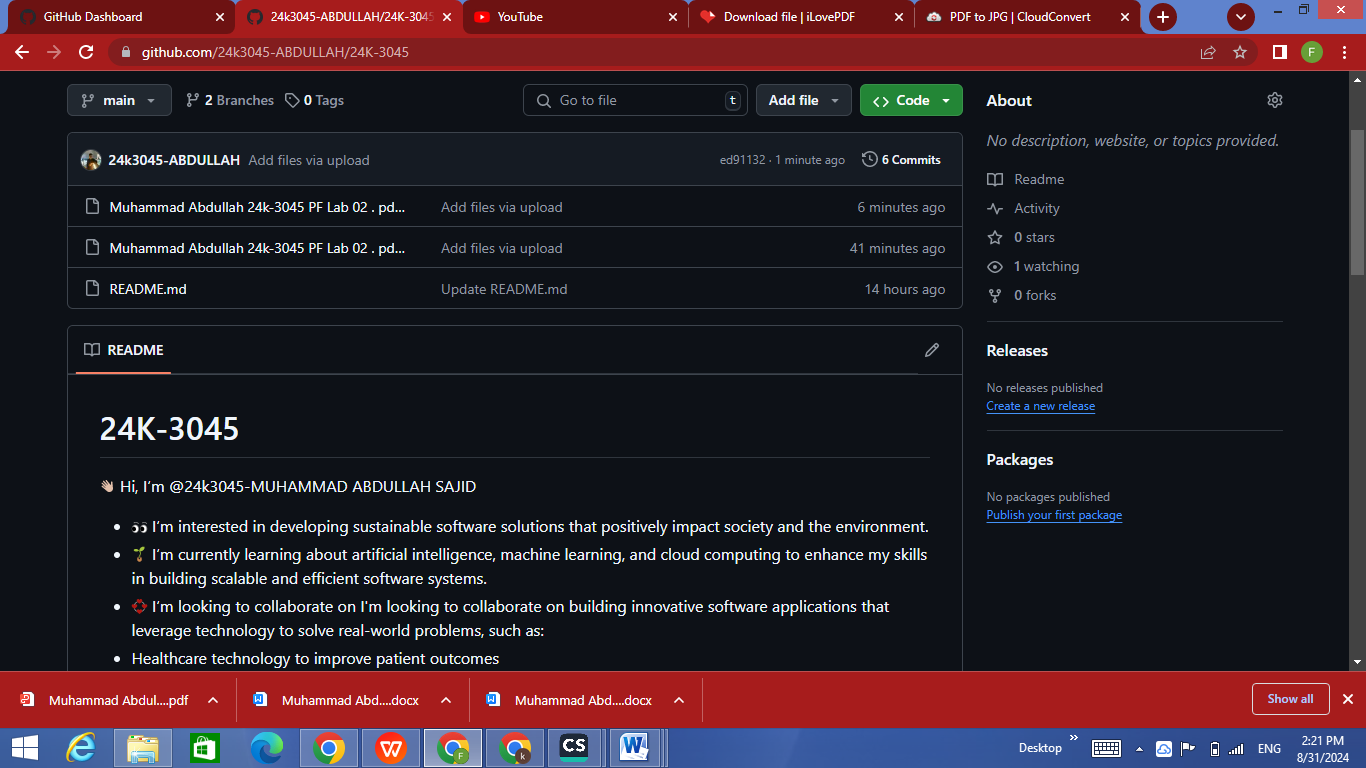 GitHub Dashboard
24k3045-ABDULLAH/24K-3045
YouTube
Download file | iLovePDF
PDF to JPG | CloudConvert
github.com/24k3045-ABDULLAH/24K-3045
F
main
2 Branches
0 Tags
Go to file
t
Add file
Code
24k3045-ABDULLAH Add files via upload
ed91132 · 1 minute ago
6 Commits
Muhammad Abdullah 24k-3045 PF Lab 02 . pd... Add files via upload 6 minutes ago
Muhammad Abdullah 24k-3045 PF Lab 02 . pd... Add files via upload 41 minutes ago
README.md Update README.md 14 hours ago
README
24K-3045
👋 Hi, I’m @24k3045-MUHAMMAD ABDULLAH SAJID
• 👀 I’m interested in developing sustainable software solutions that positively impact society and the environment.
• 🌱 I’m currently learning about artificial intelligence, machine learning, and cloud computing to enhance my skills
in building scalable and efficient software systems.
• I’m looking to collaborate on I'm looking to collaborate on building innovative software applications that
leverage technology to solve real-world problems, such as:
• Healthcare technology to improve patient outcomes
About
No description, website, or topics provided.
Readme
Activity
0 stars
1 watching
0 forks
Releases
No releases published
Create a new release
Packages
No packages published
Publish your first package
Muhammad Abdul....pdf
Muhammad Abd....docx
Muhammad Abd....docx
Show all
W
F
k
CS
W
Desktop
ENG
2:21 PM
8/31/2024